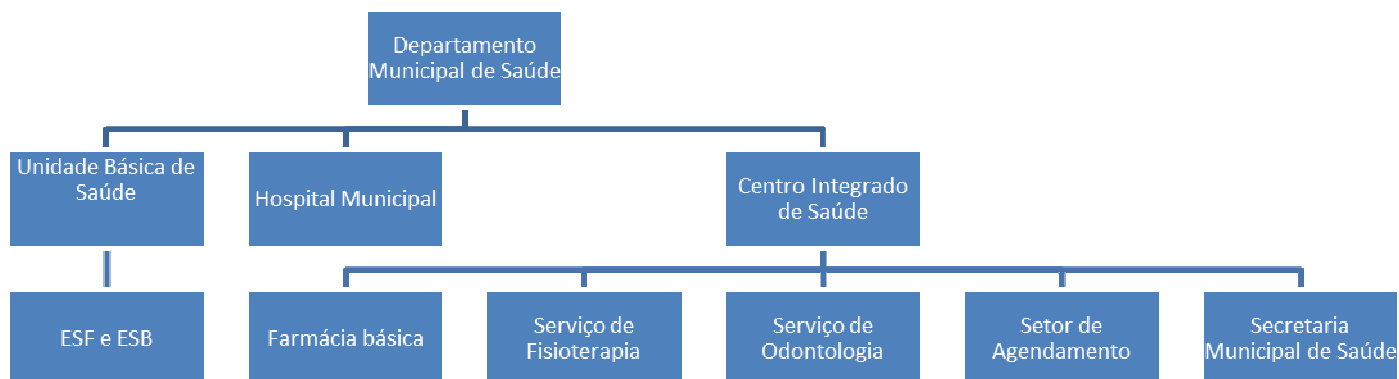 Departamento
Municipal de Saúde
Unidade Básica de
Saúde
Hospital Municipal
Centro Integrado
de Saúde
ESF e ESB
Farmácia básica
Serviço de
Fisioterapia
Serviço de
Odontologia
Setor de
Agendamento
Secretaria
Municipal de Saúde